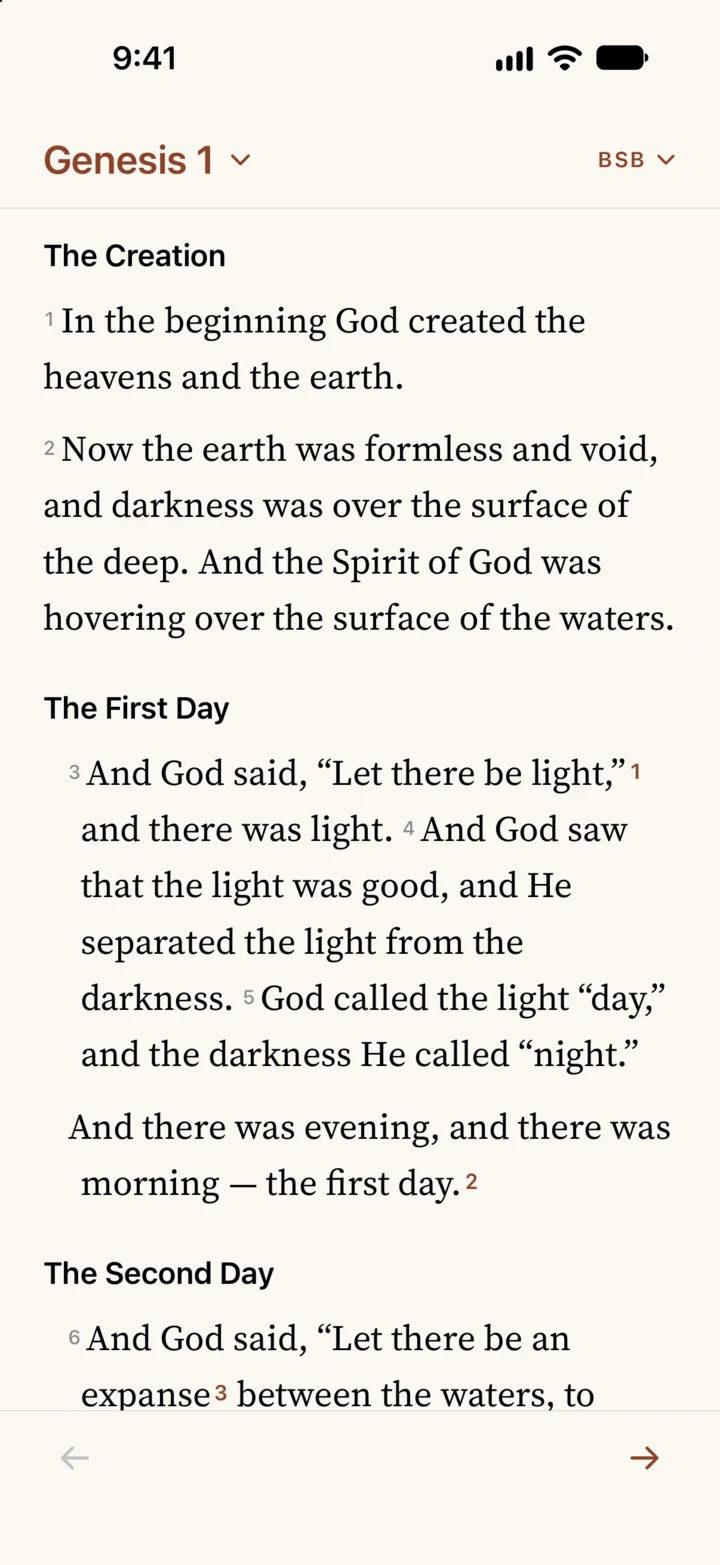 9:41
Genesis 1
BSB
The Creation
1 In the beginning God created the
heavens and the earth.
2 Now the earth was formless and void,
and darkness was over the surface of
the deep. And the Spirit of God was
hovering over the surface of the waters.
The First Day
3 And God said, “Let there be light,” 1
and there was light. 4 And God saw
that the light was good, and He
separated the light from the
darkness. 5 God called the light “day,”
and the darkness He called “night.”
And there was evening, and there was
morning — the first day. 2
The Second Day
6 And God said, “Let there be an
expanse 3 between the waters, to